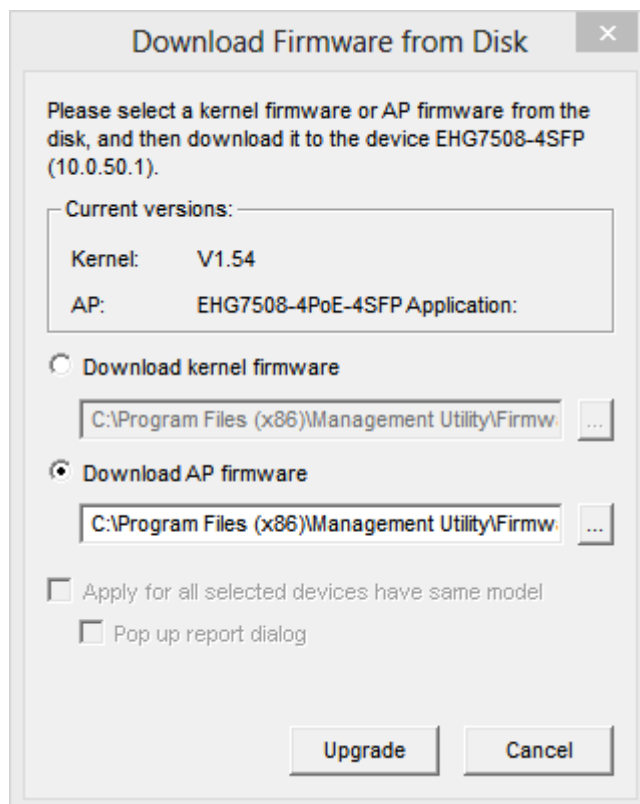 Download Firmware from Disk
Please select a kernel firmware or AP firmware from the
disk, and then download it to the device EHG7508-4SFP
(10.0.50.1).
Current versions:
Kernel: V1.54
AP: EHG7508-4PoE-4SFP Application:
Download kernel firmware
C:\Program Files (x86)\Management Utility\Firmw
...
Download AP firmware
C:\Program Files (x86)\Management Utility\Firmw
...
Apply for all selected devices have same model
Pop up report dialog
Upgrade Cancel